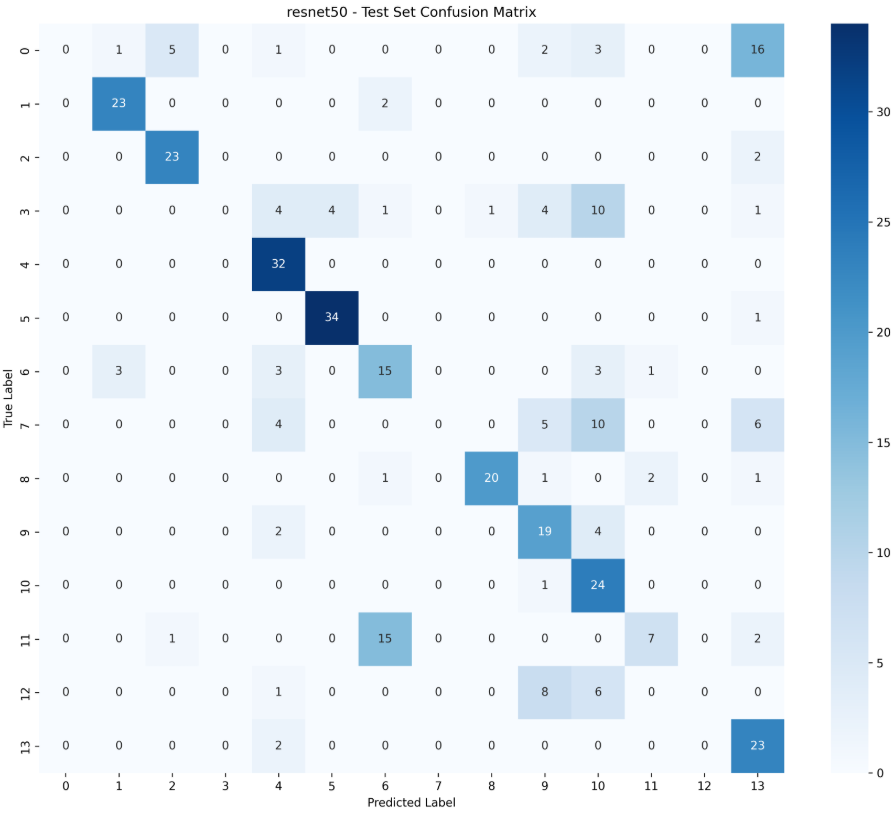 resnet50 - Test Set Confusion Matrix
0 0 1 5 0 1 0 0 0 0 2 3 0 0 16
1 0 23 0 0 0 0 2 0 0 0 0 0 0 0
2 0 0 23 0 0 0 0 0 0 0 0 0 0 2
3 0 0 0 0 4 4 1 0 1 4 10 0 0 1
4 0 0 0 0 32 0 0 0 0 0 0 0 0 0
5 0 0 0 0 0 34 0 0 0 0 0 0 0 1
6 0 3 0 0 3 0 15 0 0 0 3 1 0 0
7 0 0 0 0 4 0 0 0 0 5 10 0 0 6
8 0 0 0 0 0 0 1 0 20 1 0 2 0 1
9 0 0 0 0 2 0 0 0 0 19 4 0 0 0
10 0 0 0 0 0 0 0 0 0 1 24 0 0 0
11 0 0 1 0 0 0 15 0 0 0 0 7 0 2
12 0 0 0 0 1 0 0 0 0 8 6 0 0 0
13 0 0 0 0 2 0 0 0 0 0 0 0 0 23
0 1 2 3 4 5 6 7 8 9 10 11 12 13
Predicted Label
True Label
30
25
20
15
10
5
0